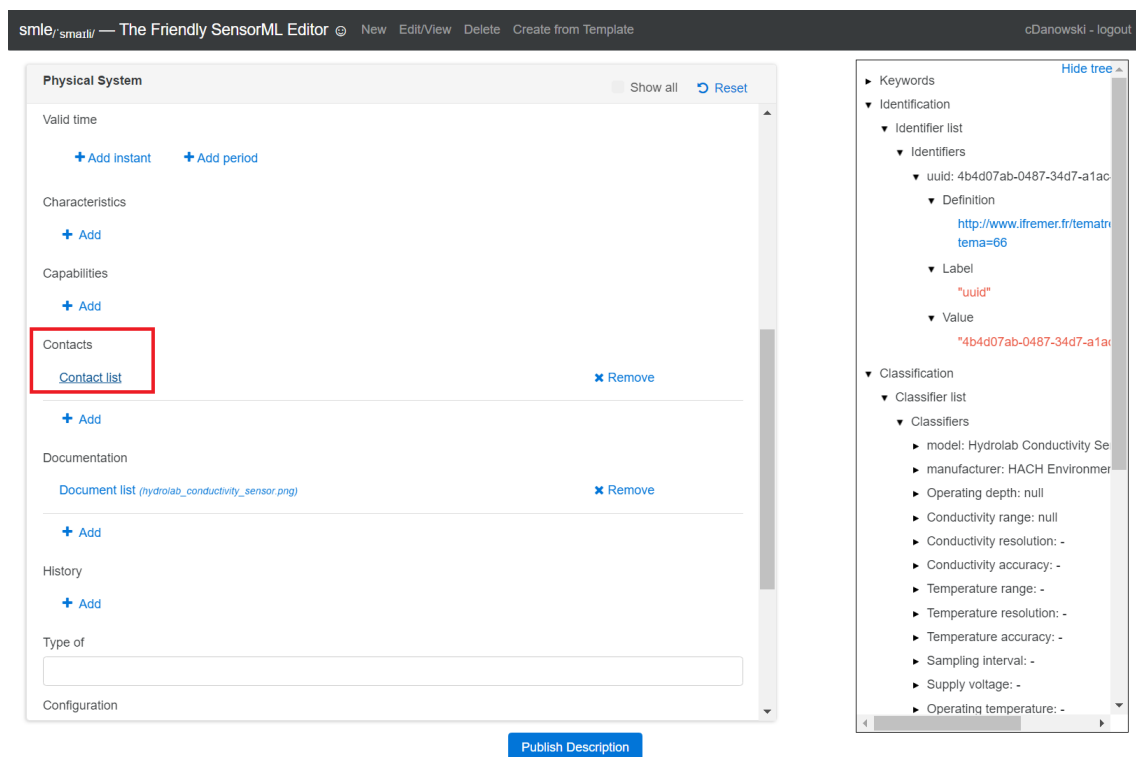 smle/ˈsmaɪli/ — The Friendly SensorML Editor ☺ New Edit/View Delete Create from Template cDanowski - logout
Physical System
Show all Reset
Valid time
Add instant Add period
Characteristics
Add
Capabilities
Add
Contacts
Contact list Remove
Add
Documentation
Document list (hydrolab_conductivity_sensor.png) Remove
Add
History
Add
Type of
Configuration
Publish Description
Hide tree
Keywords
Identification
Identifier list
Identifiers
uuid: 4b4d07ab-0487-34d7-a1ac
Definition
http://www.ifremer.fr/tematre
tema=66
Label
"uuid"
Value
"4b4d07ab-0487-34d7-a1ac
Classification
Classifier list
Classifiers
model: Hydrolab Conductivity Se
manufacturer: HACH Environmer
Operating depth: null
Conductivity range: null
Conductivity resolution: -
Conductivity accuracy: -
Temperature range: -
Temperature resolution: -
Temperature accuracy: -
Sampling interval: -
Supply voltage: -
Operating temperature: -